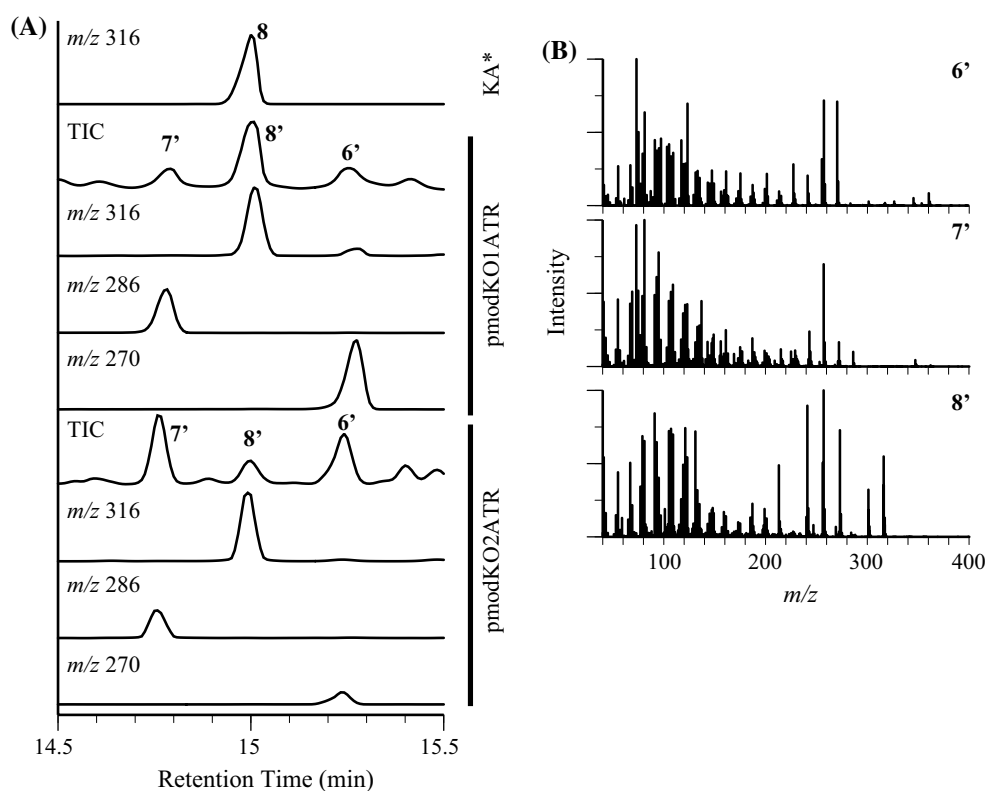 (A)
m/z 316
8
KA*
TIC
7’
8’
6’
m/z 316
m/z 286
m/z 270
pmodKO1ATR
TIC
7’
8’
6’
m/z 316
m/z 286
m/z 270
pmodKO2ATR
14.5
15
15.5
Retention Time (min)
(B)
6’
7’
8’
Intensity
100
200
300
400
m/z